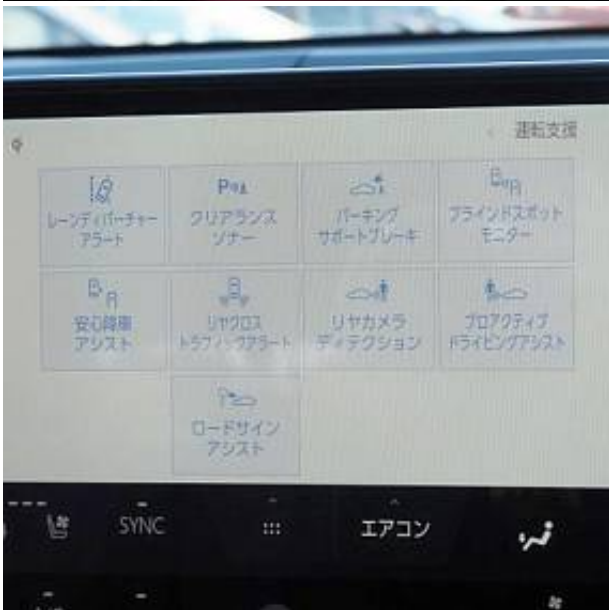 運転支援
レーンディパーチャー
アラート
クリアランス
ソナー
パーキング
サポートブレーキ
ブラインドスポット
モニター
安心降車
アシスト
リヤクロス
トラフィックアラート
リヤカメラ
ディテクション
プロアクティブ
ドライビングアシスト
ロードサイン
アシスト
SYNC
エアコン